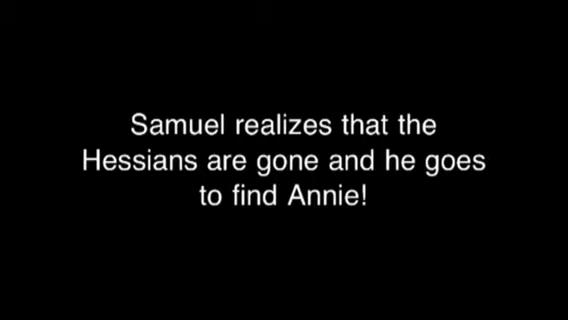 Samuel realizes that the
Hessians are gone and he goes
to find Annie!